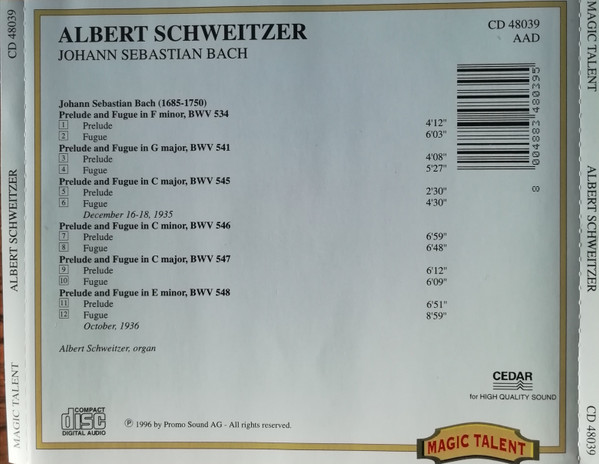 ALBERT SCHWEITZER
JOHANN SEBASTIAN BACH
CD 48039
AAD
Johann Sebastian Bach (1685-1750)
Prelude and Fugue in F minor, BWV 534
1 Prelude 4'12"
2 Fugue 6'03"
Prelude and Fugue in G major, BWV 541
3 Prelude 4'08"
4 Fugue 5'27"
Prelude and Fugue in C major, BWV 545
5 Prelude 2'30"
6 Fugue 4'30"
December 16-18, 1935
Prelude and Fugue in C minor, BWV 546
7 Prelude 6'59"
8 Fugue 6'48"
Prelude and Fugue in C major, BWV 547
9 Prelude 6'12"
10 Fugue 6'09"
Prelude and Fugue in E minor, BWV 548
11 Prelude 6'51"
12 Fugue 8'59"
October, 1936
Albert Schweitzer, organ
COMPACT
disc
DIGITAL AUDIO
℗ 1996 by Promo Sound AG - All rights reserved.
CEDAR
for HIGH QUALITY SOUND
MAGIC TALENT
004883480395
8
MAGIC TALENT
ALBERT SCHWEITZER
CD 48039
MAGIC TALENT
ALBERT SCHWEITZER
CD 48039